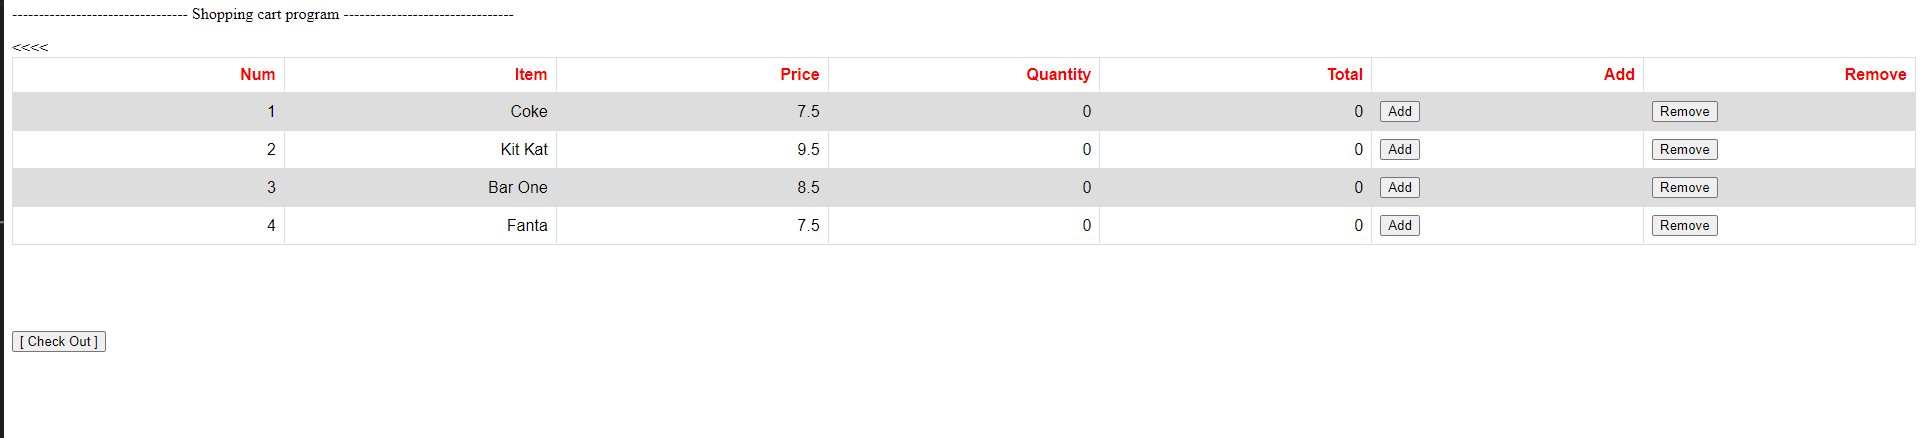 --------------------------------- Shopping cart program --------------------------------
<<<<
Num Item Price Quantity Total Add Remove
1 Coke 7.5 0 0 Add Remove
2 Kit Kat 9.5 0 0 Add Remove
3 Bar One 8.5 0 0 Add Remove
4 Fanta 7.5 0 0 Add Remove
[ Check Out ]